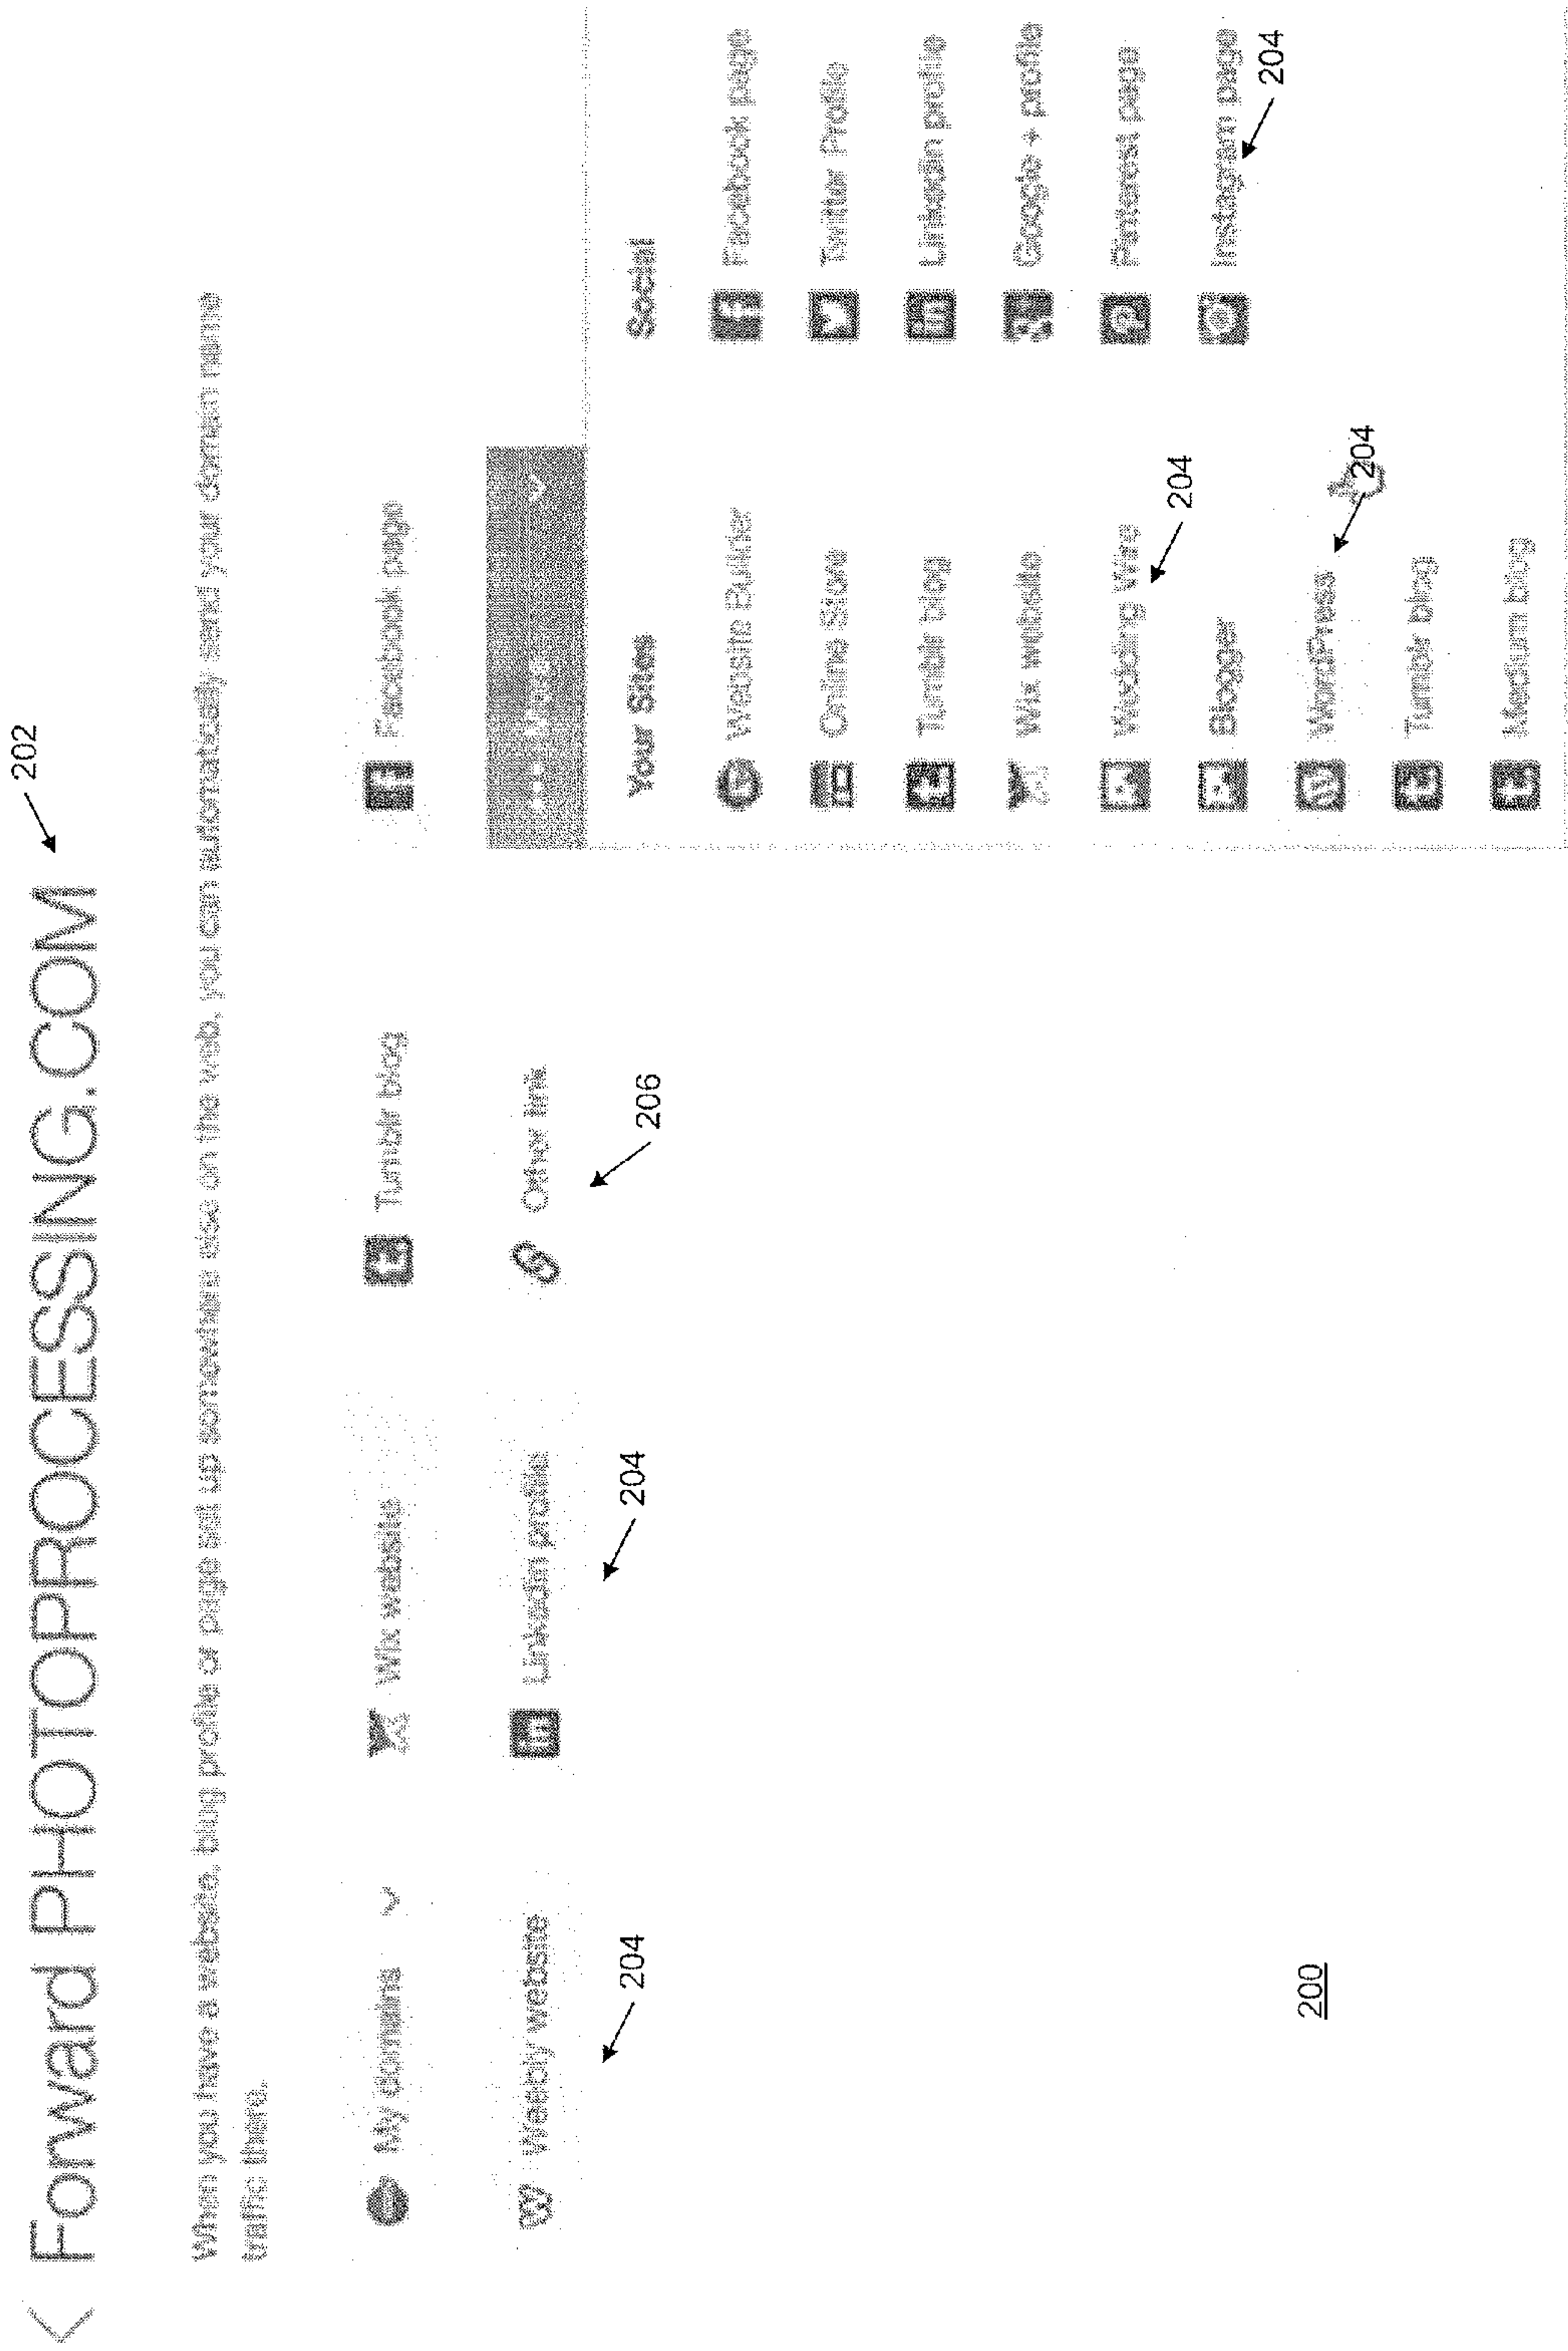 202
< Forward PHOTOPROCESSING.COM
When you have a website, blog profile or page set up somewhere else on the web, you can automatically send your domain name
traffic there.
My domains
Wix website
Tumblr blog
Facebook page
Weebly website
LinkedIn profile
Other link
More
204
204
206
Your Sites
Social
Website Builder
Facebook page
Online Store
Twitter Profile
Tumblr blog
LinkedIn profile
Wix website
Google + profile
Wedding Wire
Pinterest page
204
Blogger
Instagram page
204
WordPress
204
Tumblr blog
Medium blog
200